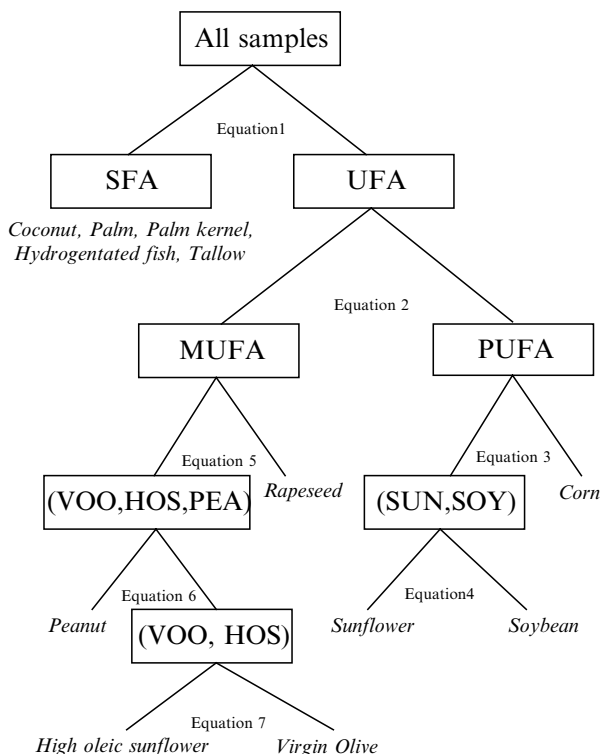 All samples
Equation1
SFA
UFA
Coconut, Palm, Palm kernel,
Hydrogentated fish, Tallow
Equation 2
MUFA
PUFA
Equation 5
Equation 3
(VOO,HOS,PEA)
Rapeseed
(SUN,SOY)
Corn
Equation 6
Equation4
Peanut
(VOO, HOS)
Sunflower
Soybean
Equation 7
High oleic sunflower
Virgin Olive